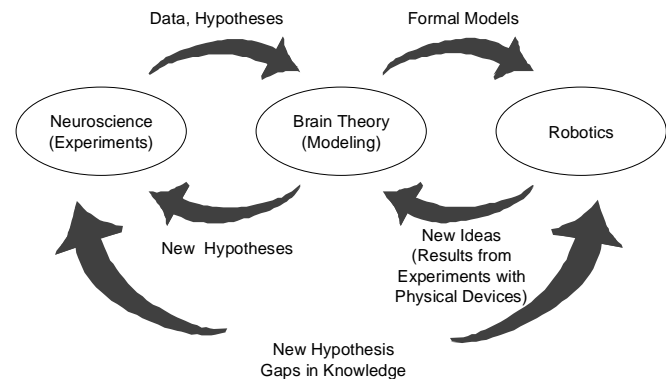 Data, Hypotheses
Formal Models
Neuroscience
(Experiments)
Brain Theory
(Modeling)
Robotics
New Hypotheses
New Ideas
(Results from
Experiments with
Physical Devices)
New Hypothesis
Gaps in Knowledge